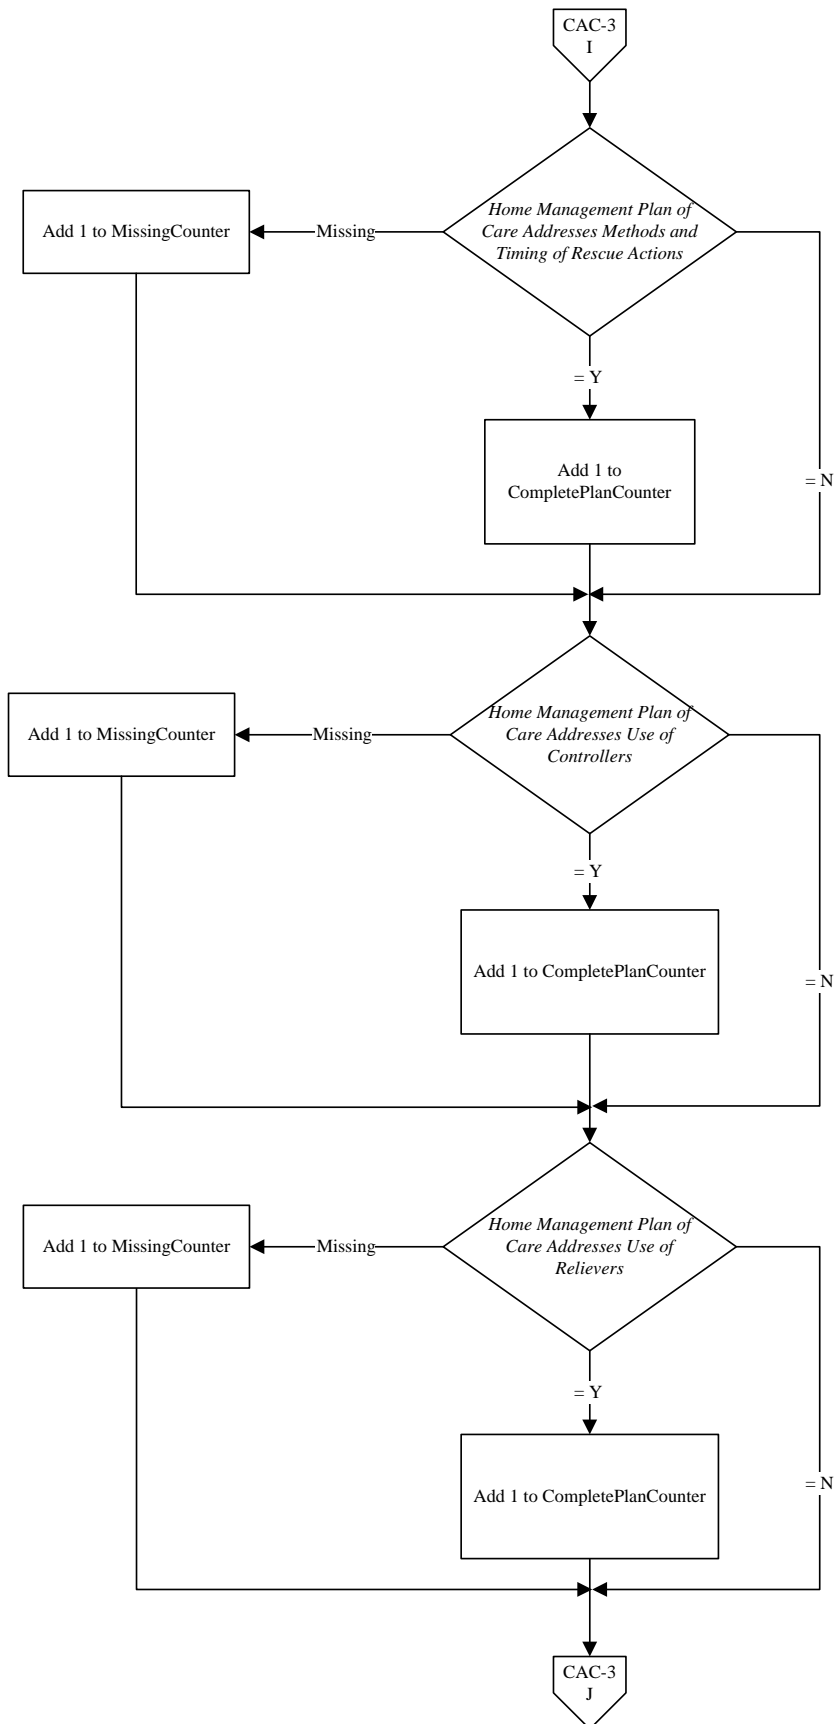 CAC-3
I
Home Management Plan of
Care Addresses Methods and
Timing of Rescue Actions
Missing
Add 1 to MissingCounter
= Y
Add 1 to
CompletePlanCounter
= N
Home Management Plan of
Care Addresses Use of
Controllers
Missing
Add 1 to MissingCounter
= Y
Add 1 to CompletePlanCounter
= N
Home Management Plan of
Care Addresses Use of
Relievers
Missing
Add 1 to MissingCounter
= Y
Add 1 to CompletePlanCounter
= N
CAC-3
J